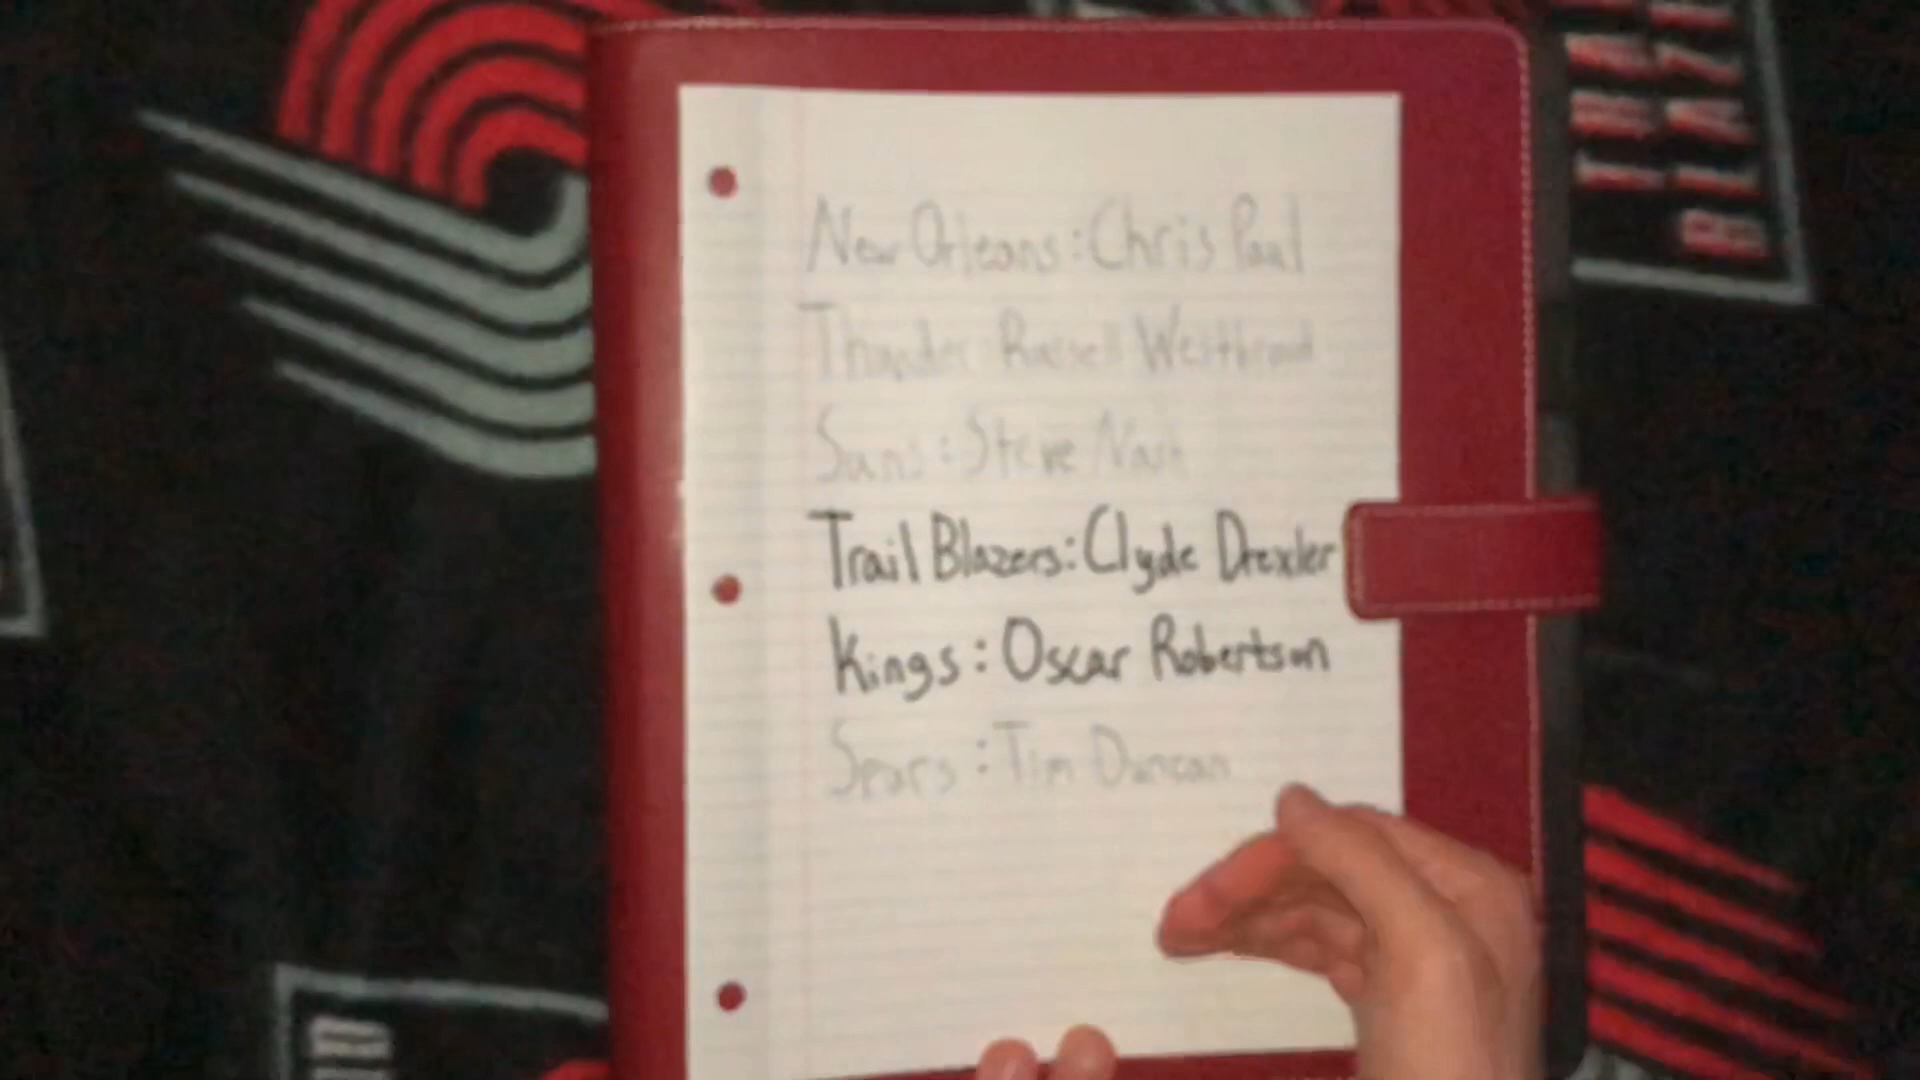 New Orleans: Chris Paul
Thunder Russell Westbrook
Suns: Steve Nash
Trail Blazers: Clyde Drexler
Kings: Oscar Robertson
Spurs: Tim Duncan